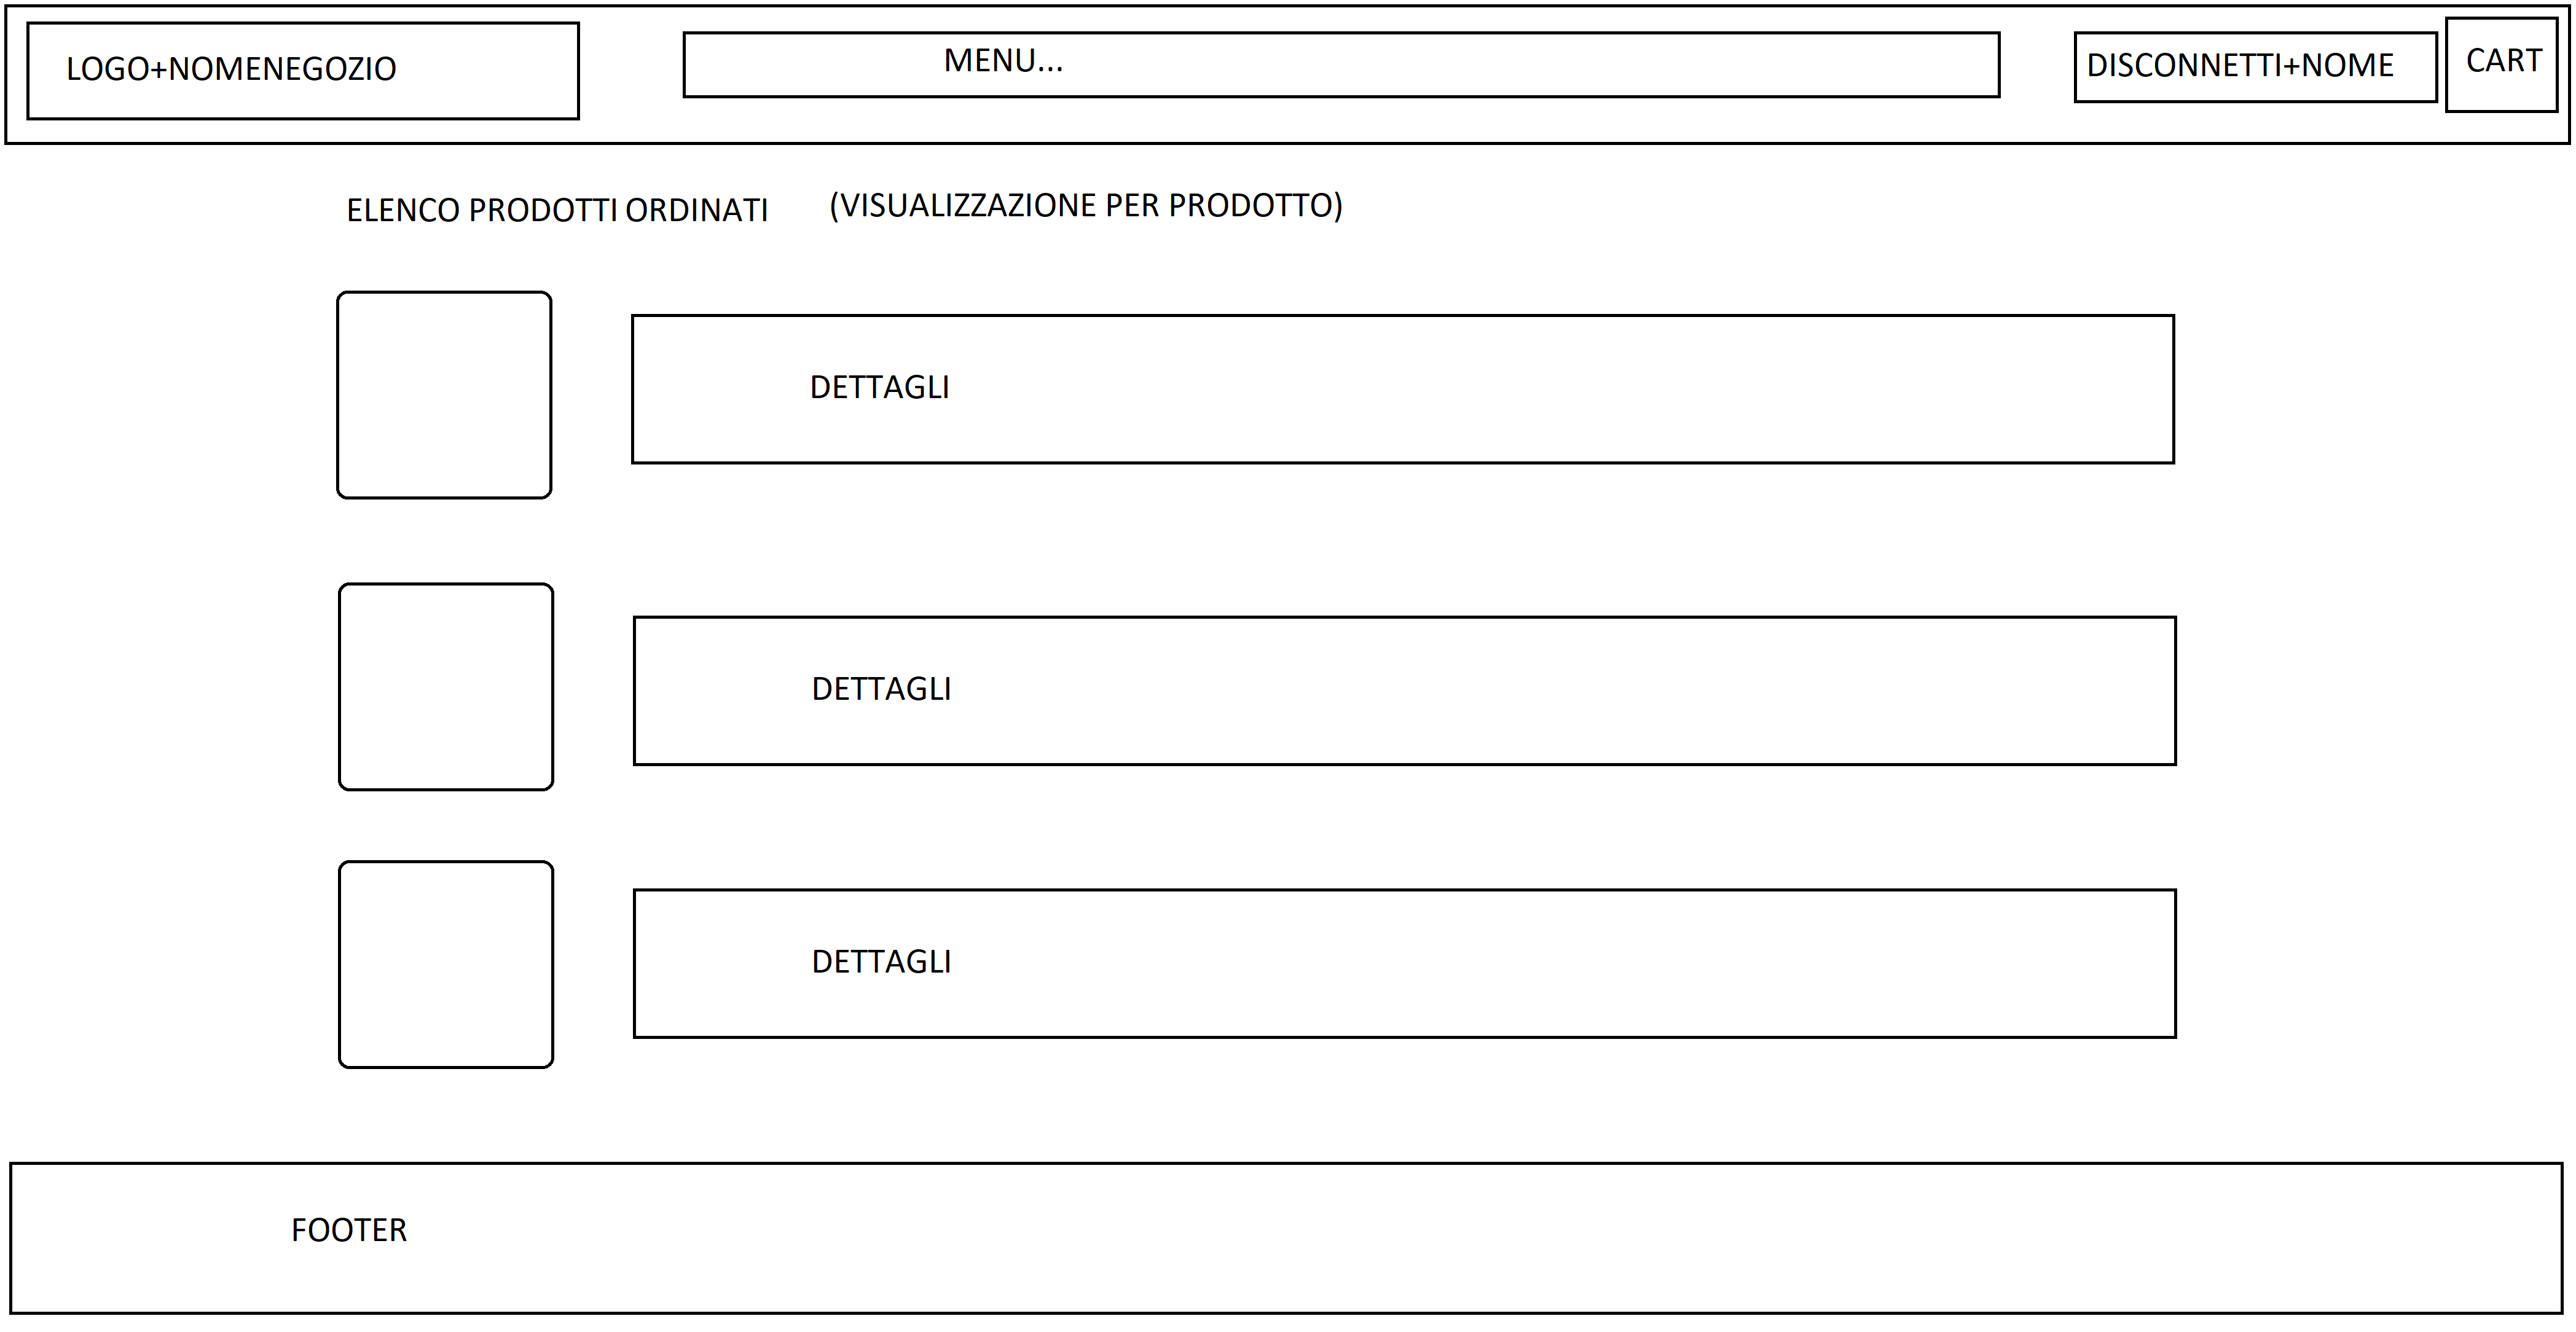 LOGO+NOMENEGOZIO
MENU...
DISCONNETTI+NOME
CART
ELENCO PRODOTTI ORDINATI (VISUALIZZAZIONE PER PRODOTTO)
DETTAGLI
DETTAGLI
DETTAGLI
FOOTER